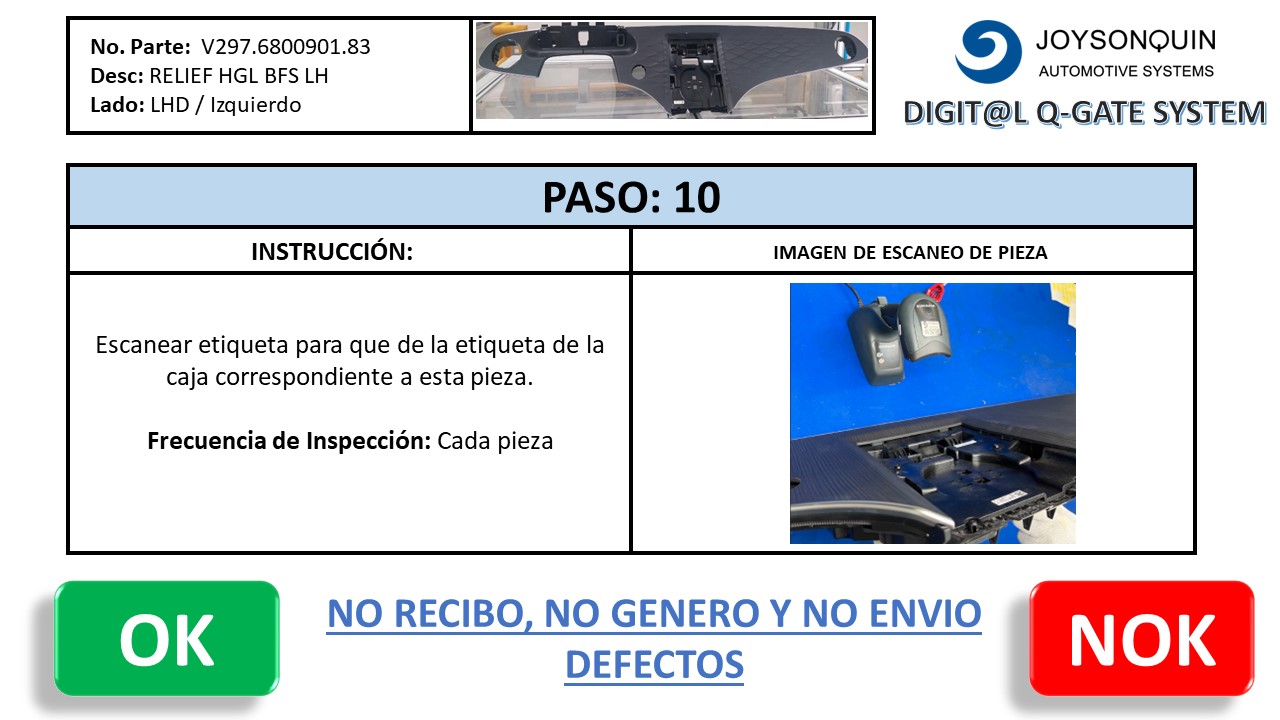 No. Parte: V297.6800901.83
Desc: RELIEF HGL BFS LH
Lado: LHD / Izquierdo
JOYSONQUIN
AUTOMOTIVE SYSTEMS
DIGIT@L Q-GATE SYSTEM
PASO: 10
INSTRUCCIÓN:
IMAGEN DE ESCANEO DE PIEZA
Escanear etiqueta para que de la etiqueta de la
caja correspondiente a esta pieza.
Frecuencia de Inspección: Cada pieza
OK
NO RECIBO, NO GENERO Y NO ENVIO
DEFECTOS
NOK